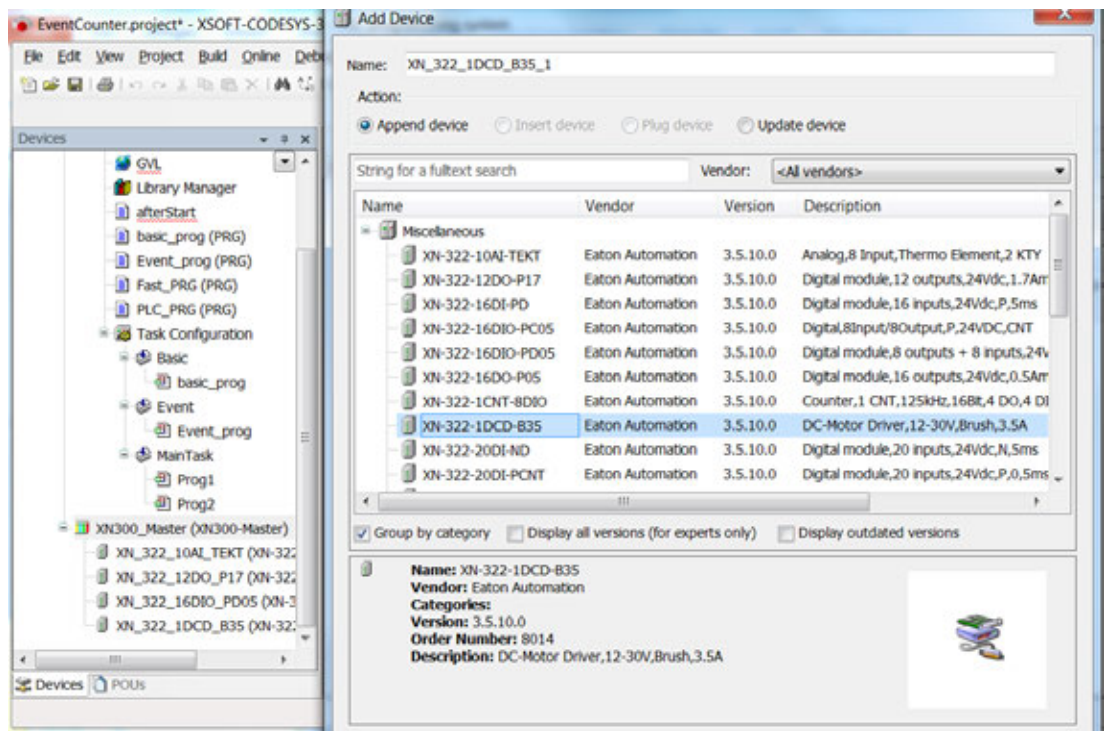 EventCounter.project* - XSOFT-CODESYS-3
File Edit View Project Build Online Debu
Devices
GVL
Library Manager
afterStart
basic_prog (PRG)
Event_prog (PRG)
Fast_PRG (PRG)
PLC_PRG (PRG)
Task Configuration
Basic
basic_prog
Event
Event_prog
MainTask
Prog1
Prog2
XN300_Master (XN300-Master)
XN_322_10AI_TEKT (XN-322
XN_322_12DO_P17 (XN-322
XN_322_16DIO_PD05 (XN-3
XN_322_1DCD_B35 (XN-322
Devices POUs
Add Device
Name: XN_322_1DCD_B35_1
Action:
Append device Insert device Plug device Update device
String for a fulltext search Vendor: <All vendors>
Name Vendor Version Description
Miscellaneous
XN-322-10AI-TEKT Eaton Automation 3.5.10.0 Analog,8 Input,Thermo Element,2 KTY
XN-322-12DO-P17 Eaton Automation 3.5.10.0 Digital module,12 outputs,24Vdc,1.7Am
XN-322-16DI-PD Eaton Automation 3.5.10.0 Digital module,16 inputs,24Vdc,P,5ms
XN-322-16DIO-PC05 Eaton Automation 3.5.10.0 Digital,8Input/8Output,P,24VDC,CNT
XN-322-16DIO-PD05 Eaton Automation 3.5.10.0 Digital module,8 outputs + 8 inputs,24V
XN-322-16DO-P05 Eaton Automation 3.5.10.0 Digital module,16 outputs,24Vdc,0.5Am
XN-322-1CNT-8DIO Eaton Automation 3.5.10.0 Counter,1 CNT,125kHz,16Bit,4 DO,4 DI
XN-322-1DCD-B35 Eaton Automation 3.5.10.0 DC-Motor Driver,12-30V,Brush,3.5A
XN-322-20DI-ND Eaton Automation 3.5.10.0 Digital module,20 inputs,24Vdc,N,5ms
XN-322-20DI-PCNT Eaton Automation 3.5.10.0 Digital module,20 inputs,24Vdc,P,0,5ms
Group by category Display all versions (for experts only) Display outdated versions
Name: XN-322-1DCD-B35
Vendor: Eaton Automation
Categories:
Version: 3.5.10.0
Order Number: 8014
Description: DC-Motor Driver,12-30V,Brush,3.5A